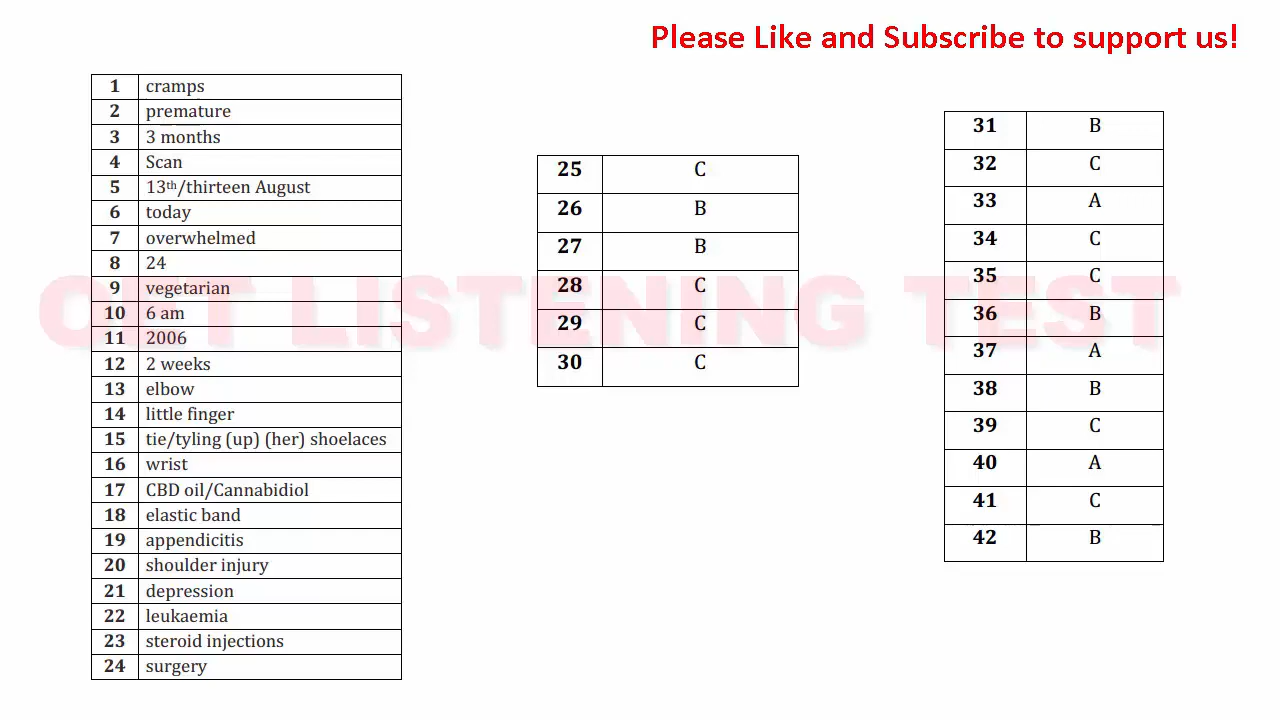 Please Like and Subscribe to support us!
OET LISTENING TEST
1 cramps
2 premature
3 3 months
4 Scan
5 13th/thirteen August
6 today
7 overwhelmed
8 24
9 vegetarian
10 6 am
11 2006
12 2 weeks
13 elbow
14 little finger
15 tie/tyling (up) (her) shoelaces
16 wrist
17 CBD oil/Cannabidiol
18 elastic band
19 appendicitis
20 shoulder injury
21 depression
22 leukaemia
23 steroid injections
24 surgery
25 C
26 B
27 B
28 C
29 C
30 C
31 B
32 C
33 A
34 C
35 C
36 B
37 A
38 B
39 C
40 A
41 C
42 B